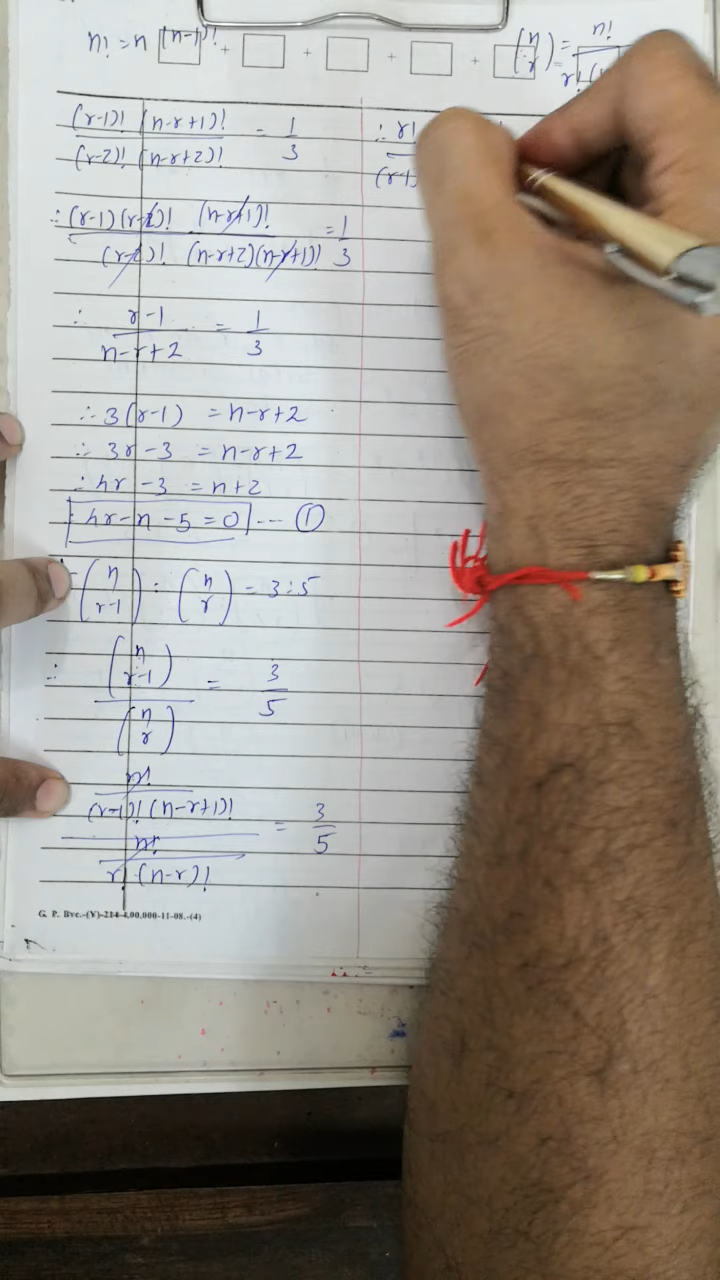 n! = n (n-1)! + + + + (n r) = n! / r! (
(r-1)! (n-r+1)! / (r-2)! (n-r+2)! = 1/3
∴ (r-1)(r-2)! (n-r+1)! / (r-2)! (n-r+2)(n-r+1)! = 1/3
∴ r-1 / n-r+2 = 1/3
∴ 3(r-1) = n-r+2
∴ 3r-3 = n-r+2
∴ 4r-3 = n+2
4r-n-5=0 --- ①
(n r-1) : (n r) = 3:5
∴ (n r-1) / (n r) = 3/5
n! / (r-1)! (n-r+1)! / n! / r! (n-r)! = 3/5
G. P. Bvc.-(Y)-214-4,00,000-11-08.-(4)
∴ r!